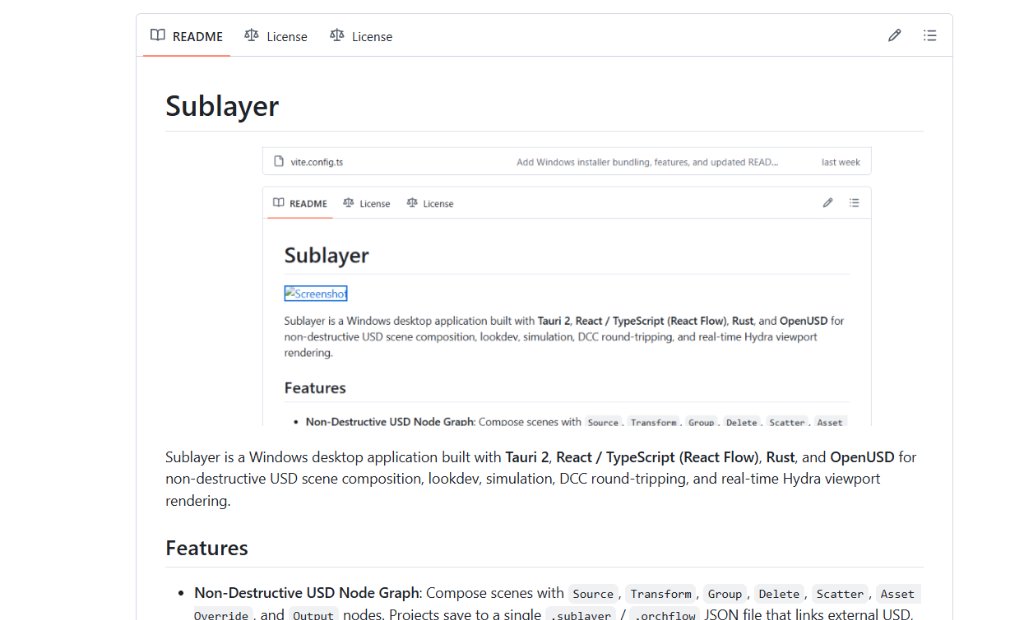 README License License
Sublayer
vite.config.ts Add Windows installer bundling, features, and updated READ... last week
README License License
Sublayer
Screenshot
Sublayer is a Windows desktop application built with Tauri 2, React / TypeScript (React Flow), Rust, and OpenUSD for
non-destructive USD scene composition, lookdev, simulation, DCC round-tripping, and real-time Hydra viewport
rendering.
Features
• Non-Destructive USD Node Graph: Compose scenes with Source, Transform, Group, Delete, Scatter, Asset
Sublayer is a Windows desktop application built with Tauri 2, React / TypeScript (React Flow), Rust, and OpenUSD for
non-destructive USD scene composition, lookdev, simulation, DCC round-tripping, and real-time Hydra viewport
rendering.
Features
• Non-Destructive USD Node Graph: Compose scenes with Source, Transform, Group, Delete, Scatter, Asset
Override, and Output nodes. Projects save to a single .sublayer / .orchflow JSON file that links external USD,